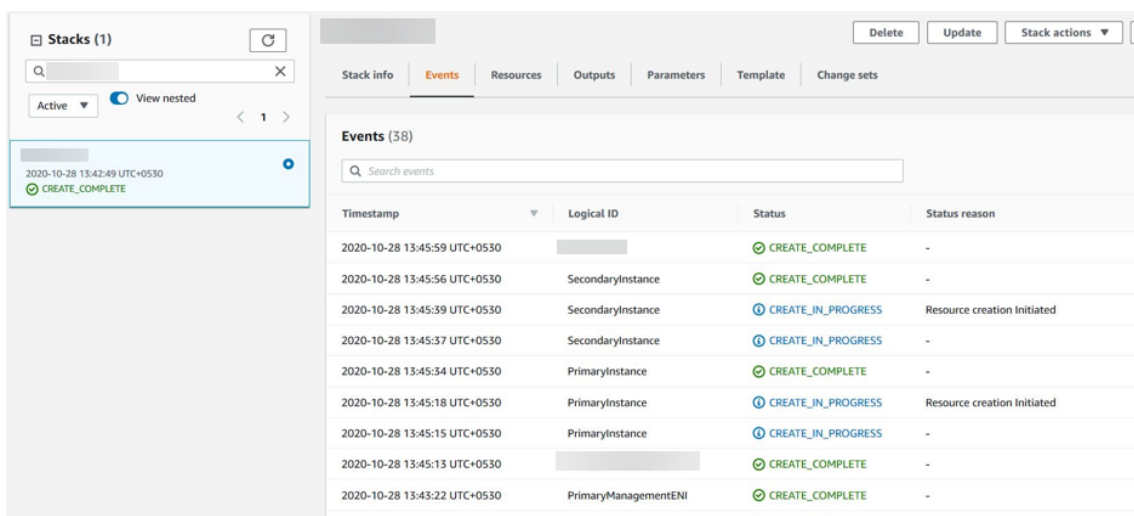 Stacks (1)
Active
View nested
1
2020-10-28 13:42:49 UTC+0530
CREATE_COMPLETE
Delete
Update
Stack actions
Stack info
Events
Resources
Outputs
Parameters
Template
Change sets
Events (38)
Search events
Timestamp Logical ID Status Status reason
2020-10-28 13:45:59 UTC+0530 CREATE_COMPLETE -
2020-10-28 13:45:56 UTC+0530 SecondaryInstance CREATE_COMPLETE -
2020-10-28 13:45:39 UTC+0530 SecondaryInstance CREATE_IN_PROGRESS Resource creation Initiated
2020-10-28 13:45:37 UTC+0530 SecondaryInstance CREATE_IN_PROGRESS -
2020-10-28 13:45:34 UTC+0530 PrimaryInstance CREATE_COMPLETE -
2020-10-28 13:45:18 UTC+0530 PrimaryInstance CREATE_IN_PROGRESS Resource creation Initiated
2020-10-28 13:45:15 UTC+0530 PrimaryInstance CREATE_IN_PROGRESS -
2020-10-28 13:45:13 UTC+0530 CREATE_COMPLETE -
2020-10-28 13:43:22 UTC+0530 PrimaryManagementENI CREATE_COMPLETE -